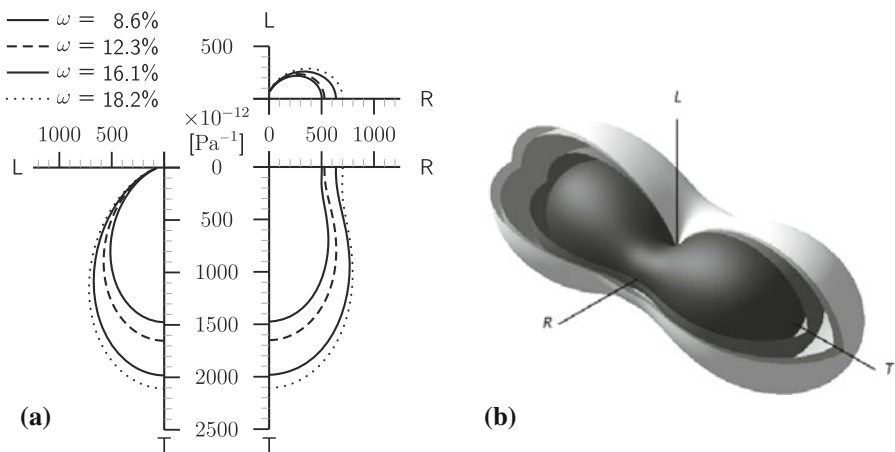 ω = 8.6%
ω = 12.3%
ω = 16.1%
ω = 18.2%
L
500
R
×10⁻¹²
[Pa⁻¹]
1000 500
0 500 1000
L
0
R
500
1000
1500
2000
2500
T
T
(a)
L
R
T
(b)